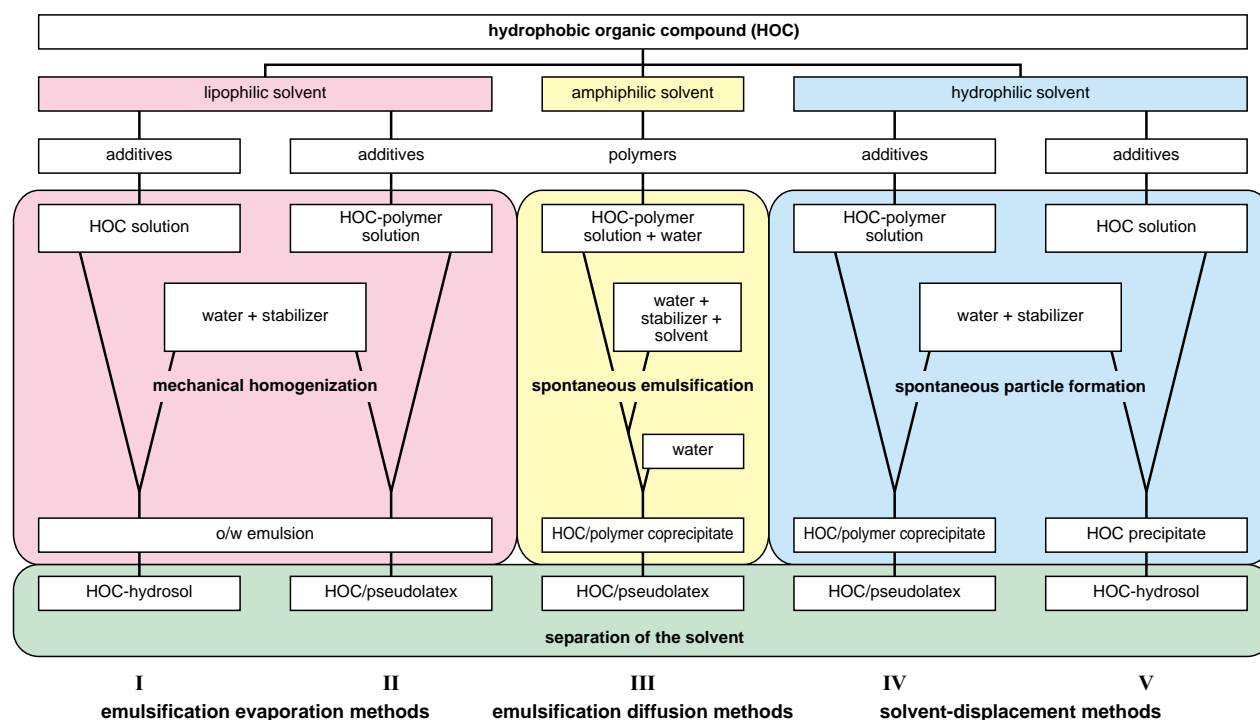 hydrophobic organic compound (HOC)
lipophilic solvent
amphiphilic solvent
hydrophilic solvent
additives
additives
polymers
additives
additives
HOC solution
HOC-polymer
solution
HOC-polymer
solution + water
HOC-polymer
solution
HOC solution
water + stabilizer
water +
stabilizer +
solvent
water + stabilizer
mechanical homogenization
spontaneous emulsification
spontaneous particle formation
water
o/w emulsion
HOC/polymer coprecipitate
HOC/polymer coprecipitate
HOC precipitate
HOC-hydrosol
HOC/pseudolatex
HOC/pseudolatex
HOC/pseudolatex
HOC-hydrosol
separation of the solvent
I
II
III
IV
V
emulsification evaporation methods
emulsification diffusion methods
solvent-displacement methods